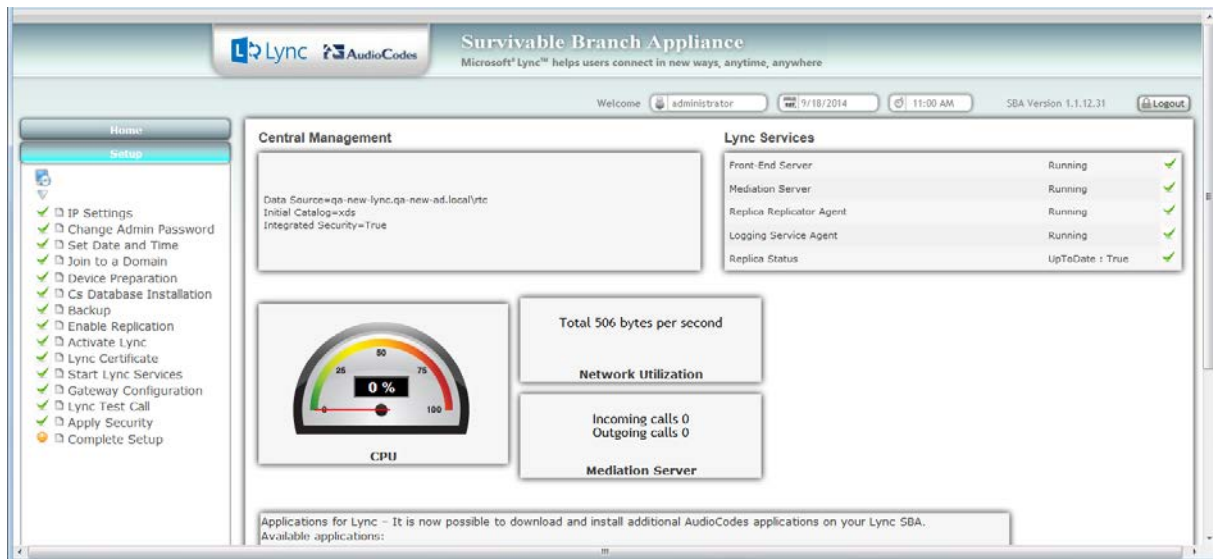 Lync AudioCodes
Survivable Branch Appliance
Microsoft® Lync™ helps users connect in new ways, anytime, anywhere
Welcome administrator 9/18/2014 11:00 AM SBA Version 1.1.12.31 Logout
Home
Setup
IP Settings
Change Admin Password
Set Date and Time
Join to a Domain
Device Preparation
Cs Database Installation
Backup
Enable Replication
Activate Lync
Lync Certificate
Start Lync Services
Gateway Configuration
Lync Test Call
Apply Security
Complete Setup
Central Management
Data Source=qa-new-lync.qa-new-ad.local\rtc
Initial Catalog=xds
Integrated Security=True
Lync Services
Front-End Server Running
Mediation Server Running
Replica Replicator Agent Running
Logging Service Agent Running
Replica Status UpToDate : True
0 25 50 75 100
0 %
CPU
Total 506 bytes per second
Network Utilization
Incoming calls 0
Outgoing calls 0
Mediation Server
Applications for Lync - It is now possible to download and install additional AudioCodes applications on your Lync SBA.
Available applications: